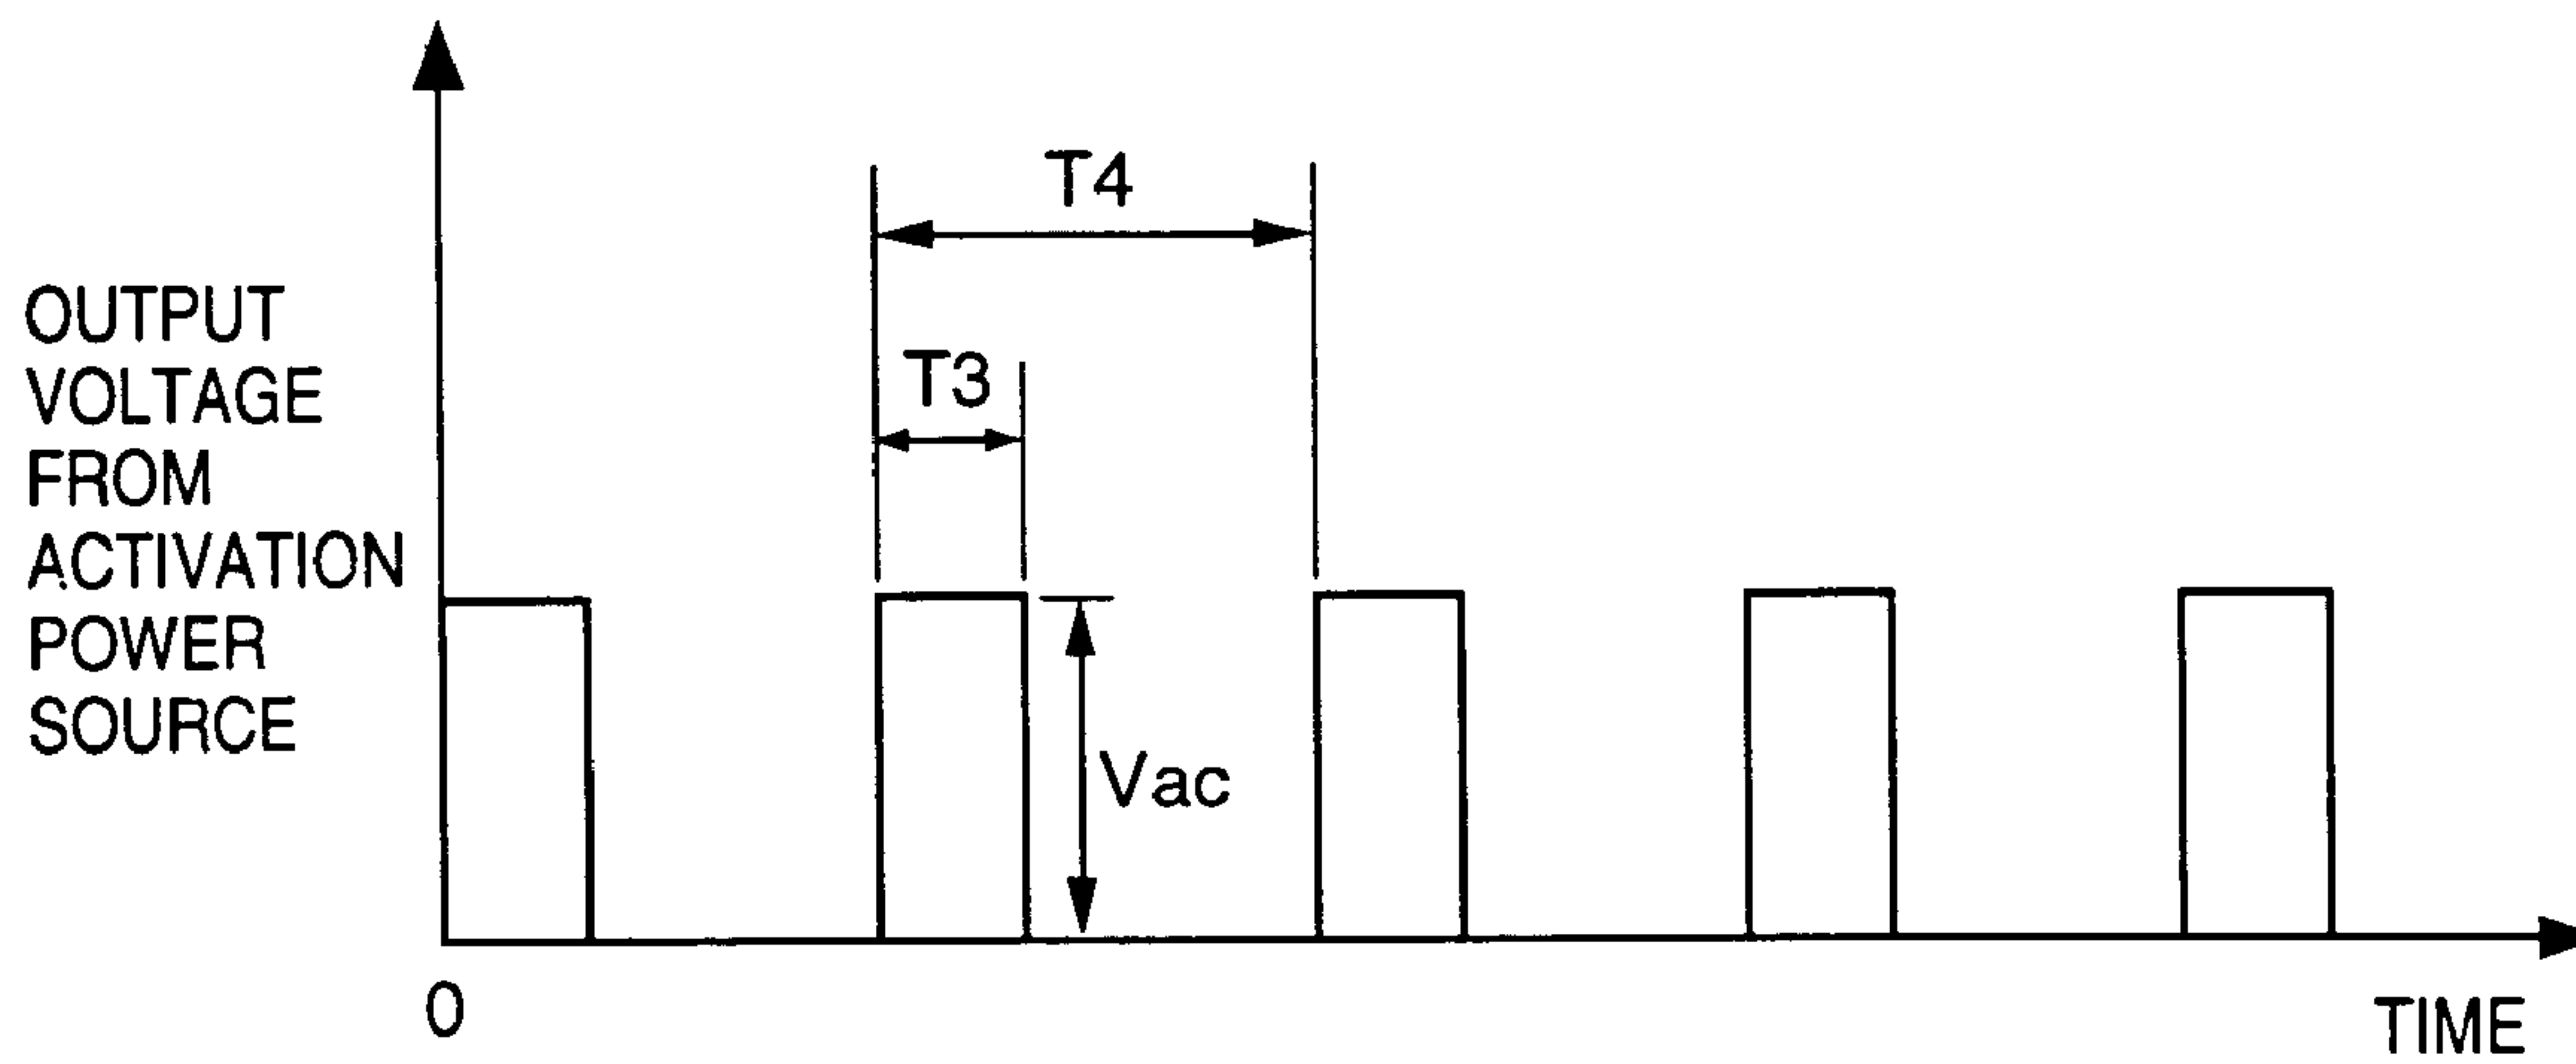 T4
T3
OUTPUT
VOLTAGE
FROM
ACTIVATION
POWER
SOURCE
Vac
0
TIME